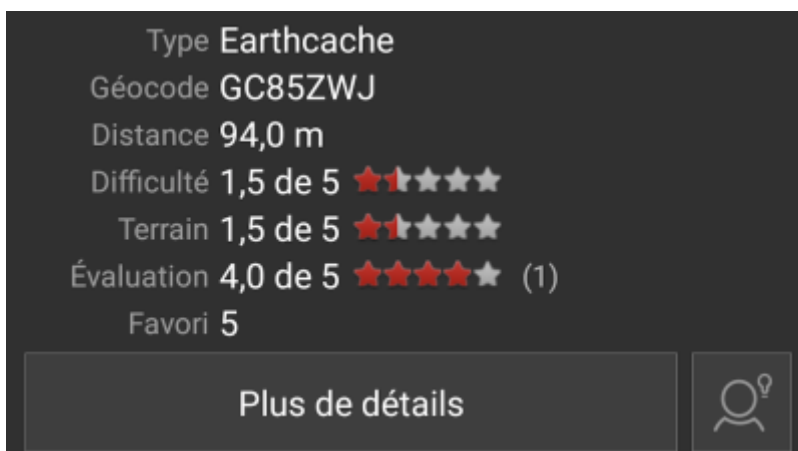 Type Earthcache
Géocode GC85ZWJ
Distance 94,0 m
Difficulté 1,5 de 5
Terrain 1,5 de 5
Évaluation 4,0 de 5 (1)
Favori 5
Plus de détails